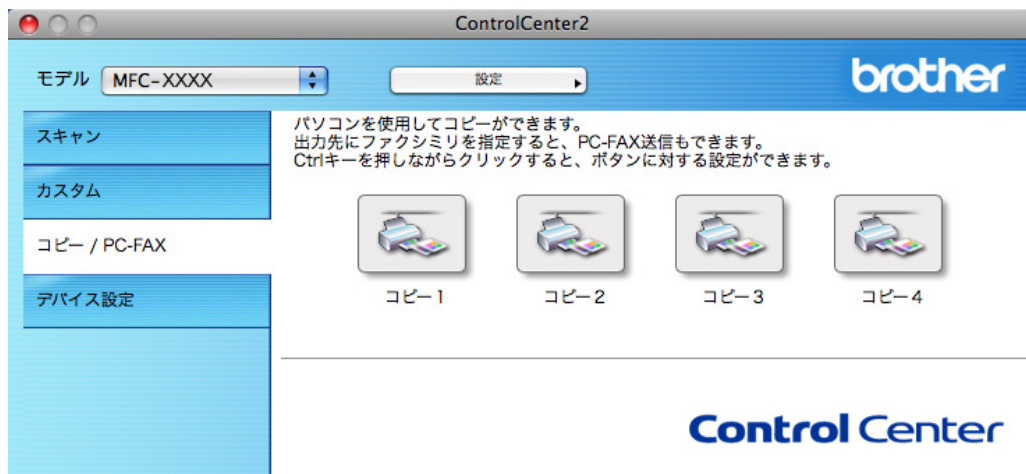 ControlCenter2
モデル MFC-XXXX 設定 brother
スキャン
カスタム
コピー / PC-FAX
デバイス設定
パソコンを使用してコピーができます。
出力先にファクシミリを指定すると、PC-FAX送信もできます。
Ctrlキーを押しながらクリックすると、ボタンに対する設定ができます。
コピー1 コピー2 コピー3 コピー4
Control Center